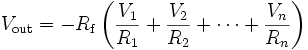 V_out = −R_f ( V_1/R_1 + V_2/R_2 + ⋯ + V_n/R_n )